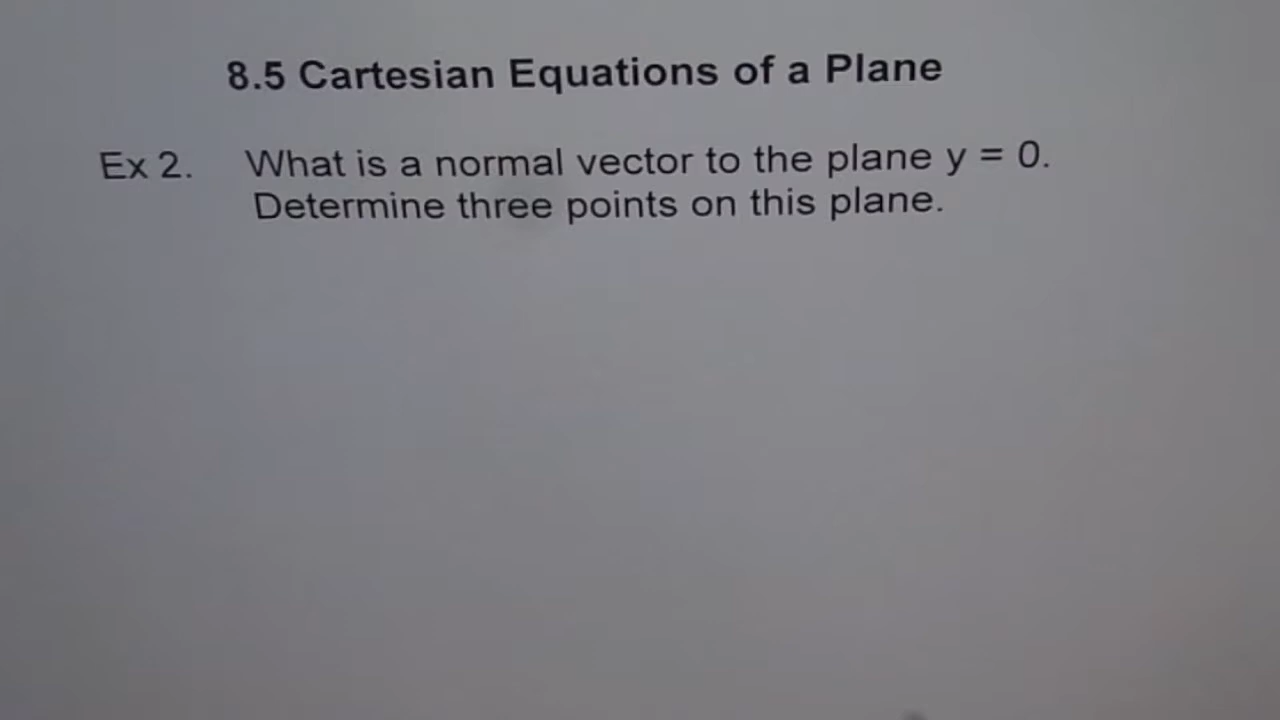 8.5 Cartesian Equations of a Plane
Ex 2. What is a normal vector to the plane y = 0.
Determine three points on this plane.